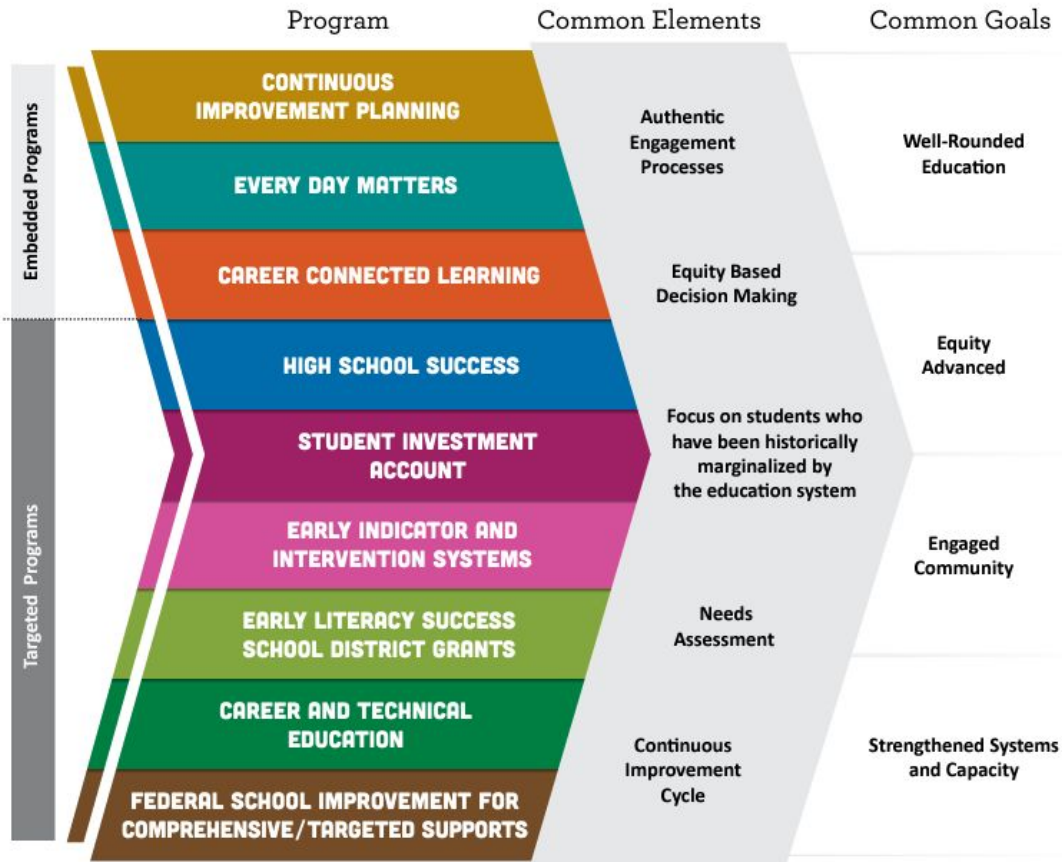 Program
Common Elements
Common Goals
Embedded Programs
Targeted Programs
CONTINUOUS
IMPROVEMENT PLANNING
EVERY DAY MATTERS
CAREER CONNECTED LEARNING
HIGH SCHOOL SUCCESS
STUDENT INVESTMENT
ACCOUNT
EARLY INDICATOR AND
INTERVENTION SYSTEMS
EARLY LITERACY SUCCESS
SCHOOL DISTRICT GRANTS
CAREER AND TECHNICAL
EDUCATION
FEDERAL SCHOOL IMPROVEMENT FOR
COMPREHENSIVE/TARGETED SUPPORTS
Authentic
Engagement
Processes
Equity Based
Decision Making
Focus on students who
have been historically
marginalized by
the education system
Needs
Assessment
Continuous
Improvement
Cycle
Well-Rounded
Education
Equity
Advanced
Engaged
Community
Strengthened Systems
and Capacity